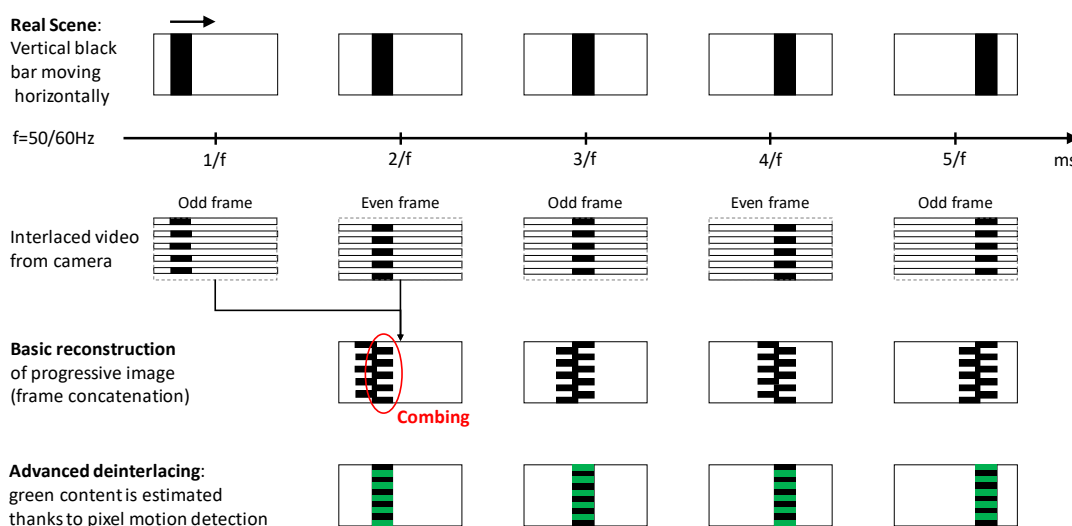 Real Scene:
Vertical black
bar moving
horizontally
f=50/60Hz
1/f 2/f 3/f 4/f 5/f ms
Odd frame Even frame Odd frame Even frame Odd frame
Interlaced video
from camera
Basic reconstruction
of progressive image
(frame concatenation)
Combing
Advanced deinterlacing:
green content is estimated
thanks to pixel motion detection